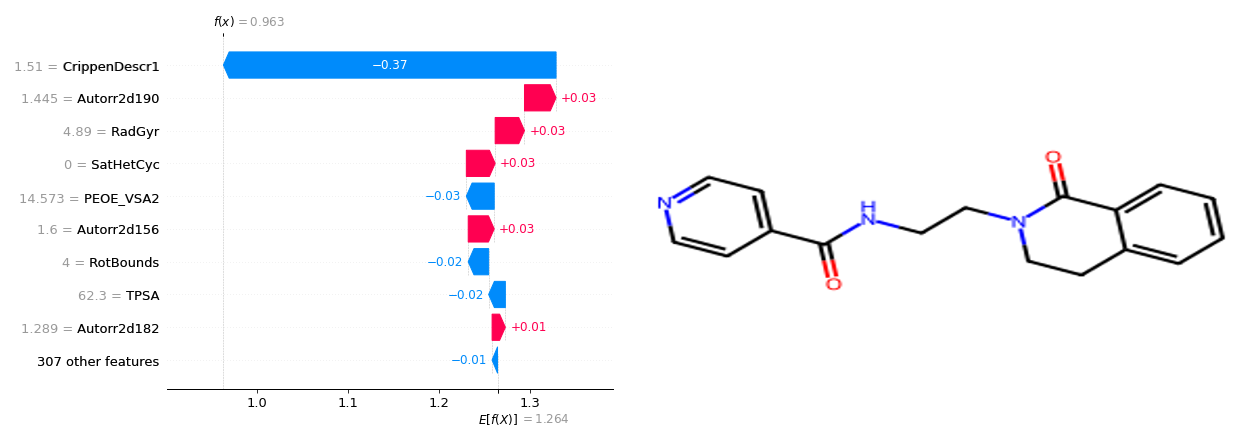 f(x) = 0.963
1.51 = CrippenDescr1
−0.37
1.445 = Autorr2d190
+0.03
4.89 = RadGyr
+0.03
0 = SatHetCyc
+0.03
14.573 = PEOE_VSA2
−0.03
1.6 = Autorr2d156
+0.03
4 = RotBounds
−0.02
62.3 = TPSA
−0.02
1.289 = Autorr2d182
+0.01
307 other features
−0.01
1.0 1.1 1.2 1.3
E[f(X)] = 1.264
O
N
H
N
N
O